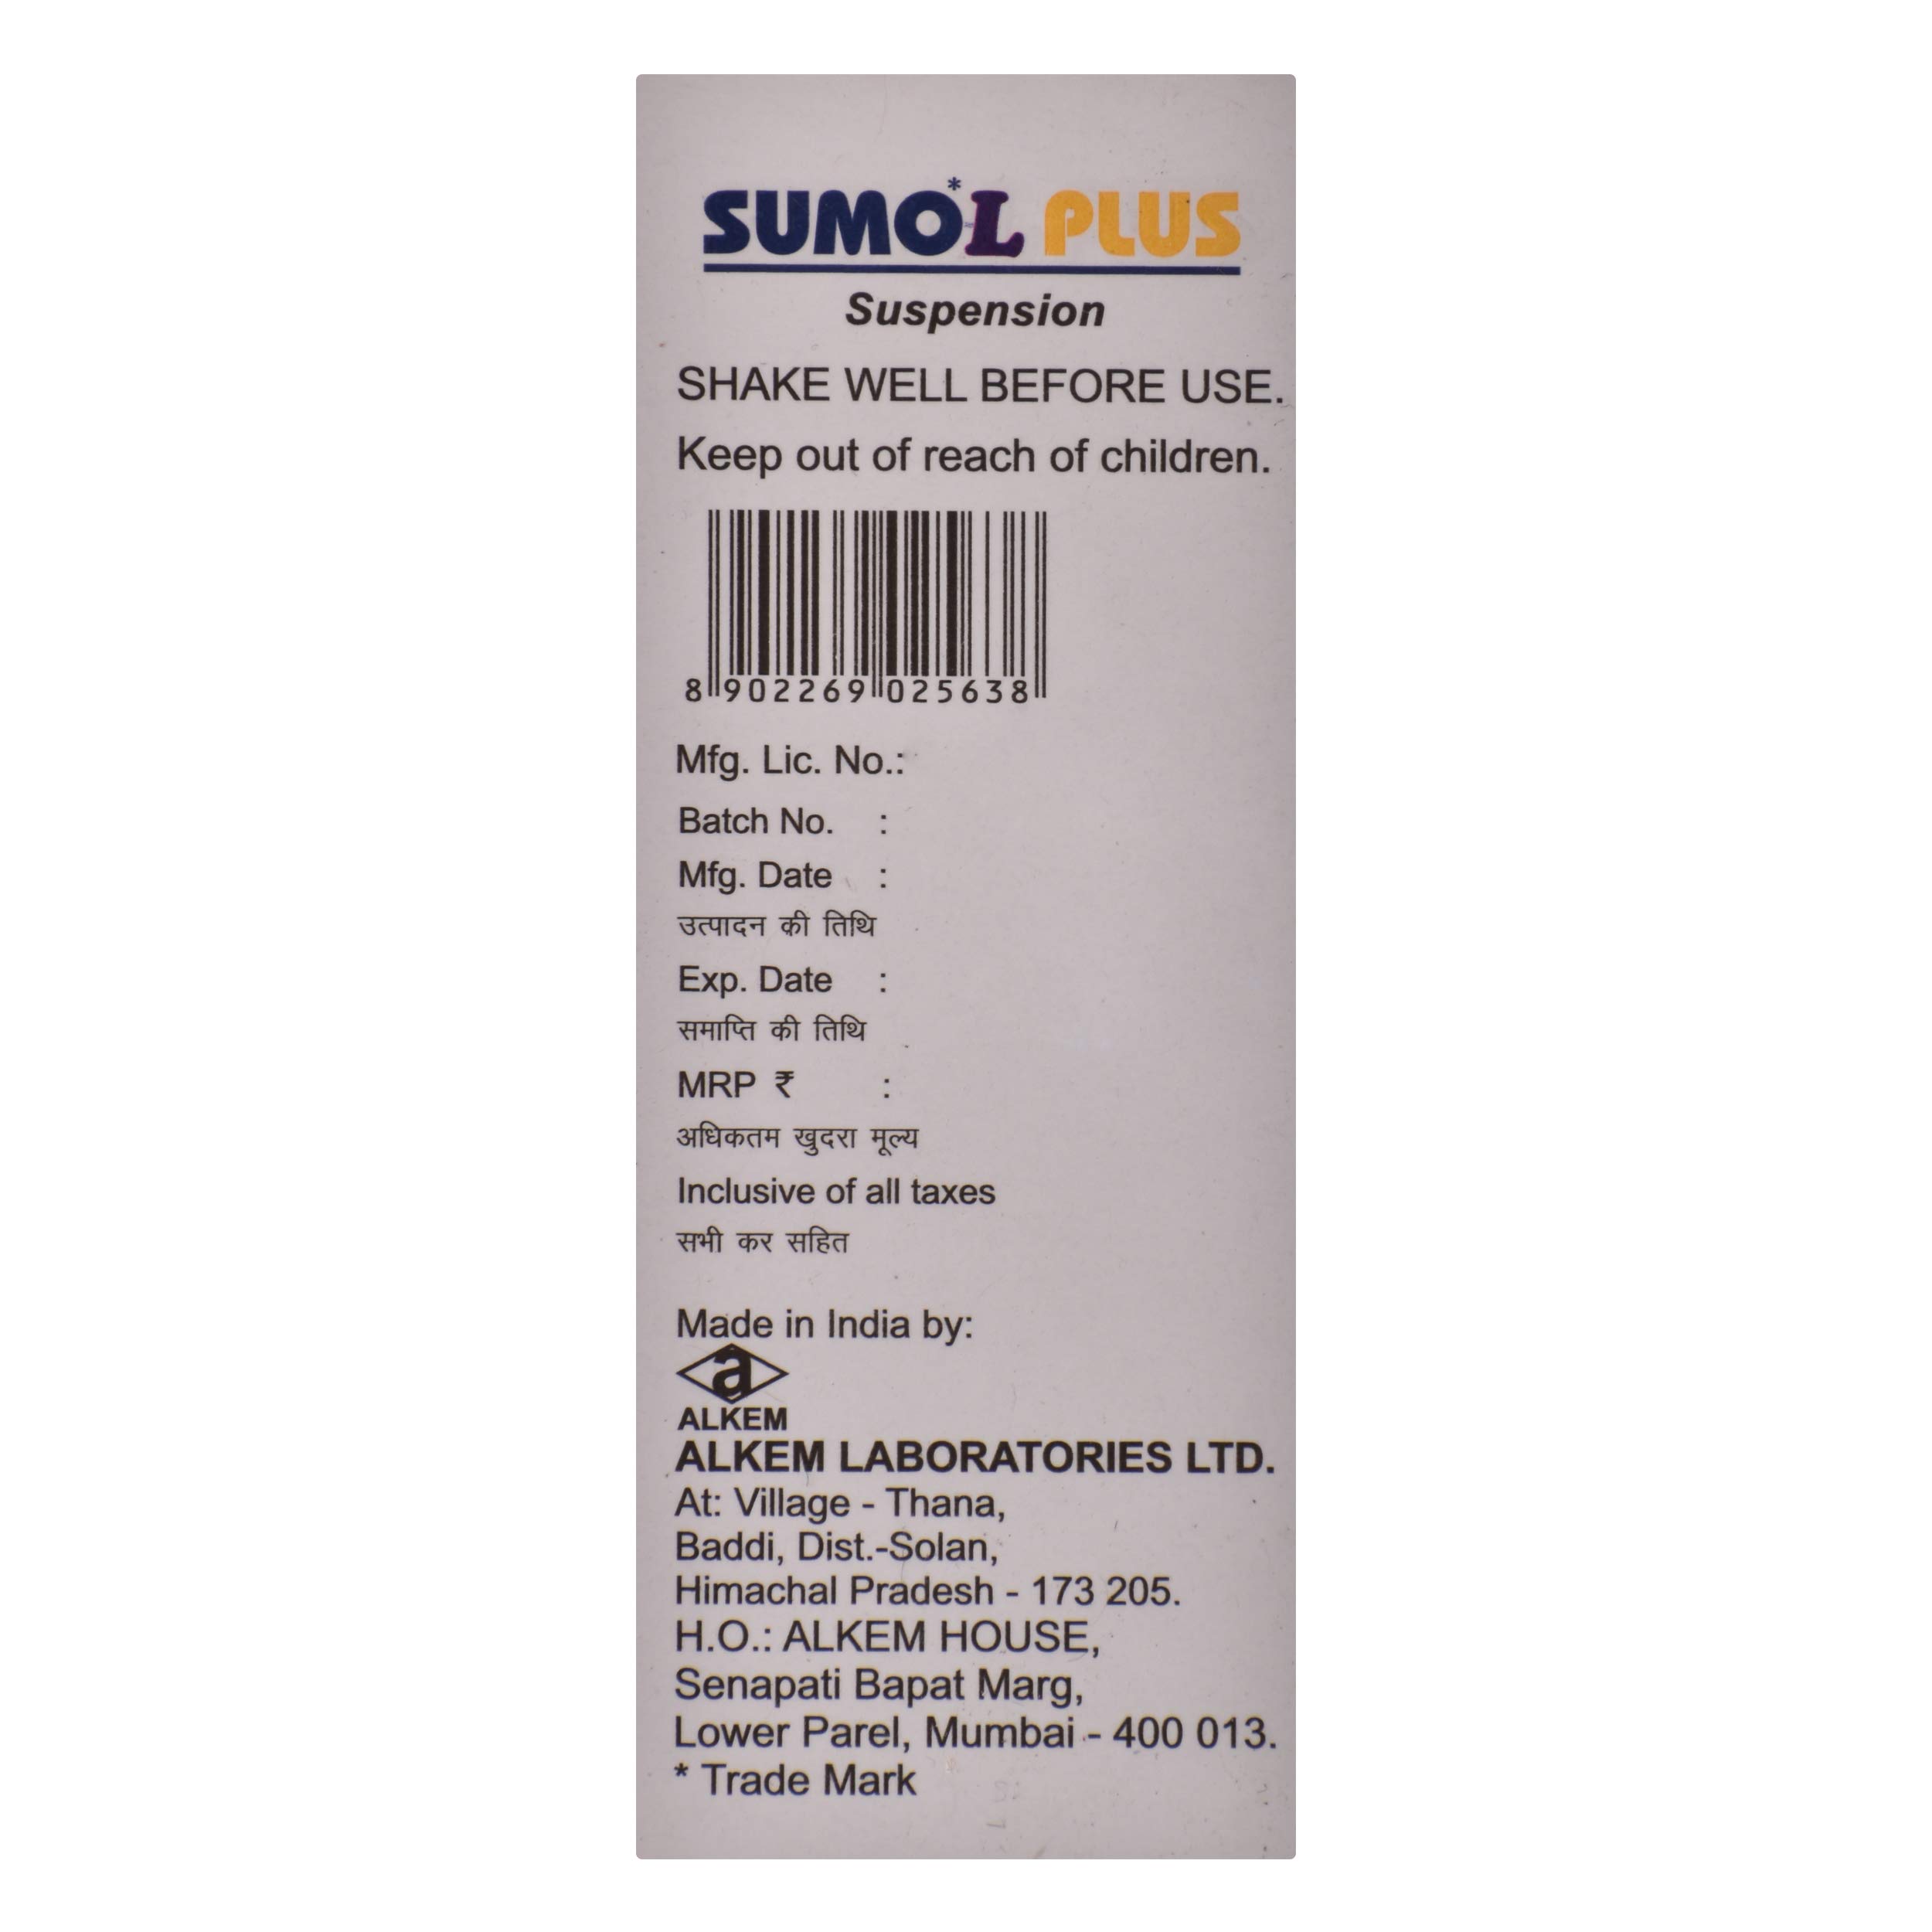 SUMO*L PLUS
Suspension
SHAKE WELL BEFORE USE.
Keep out of reach of children.
8 902269 025638
Mfg. Lic. No.:
Batch No. :
Mfg. Date :
उत्पादन की तिथि
Exp. Date :
समाप्ति की तिथि
MRP ₹ :
अधिकतम खुदरा मूल्य
Inclusive of all taxes
सभी कर सहित
Made in India by:
a
ALKEM
ALKEM LABORATORIES LTD.
At: Village - Thana,
Baddi, Dist.-Solan,
Himachal Pradesh - 173 205.
H.O.: ALKEM HOUSE,
Senapati Bapat Marg,
Lower Parel, Mumbai - 400 013.
* Trade Mark